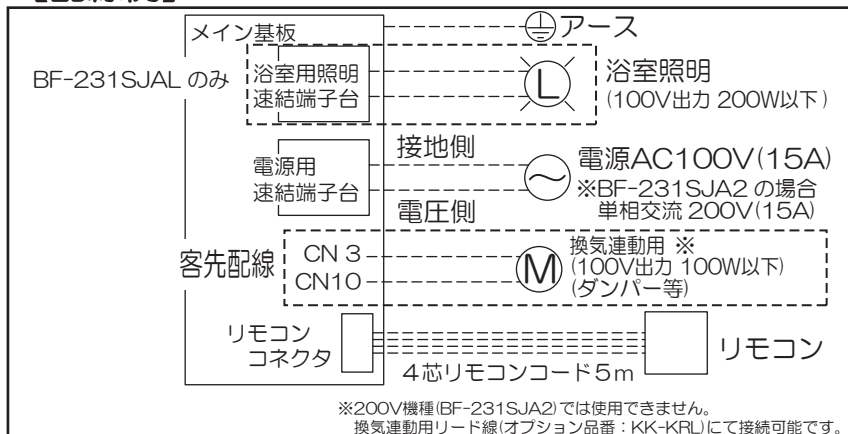 メイン基板
アース
BF-231SJAL のみ
浴室用照明
速結端子台
L
浴室照明
(100V出力 200W以下)
接地側
電源用
速結端子台
電圧側
電源AC100V(15A)
※BF-231SJA2 の場合
単相交流 200V(15A)
客先配線
CN 3
CN10
M
換気連動用 ※
(100V出力 100W以下)
(ダンパー等)
リモコン
コネクタ
4芯リモコンコード5m
リモコン
※200V機種(BF-231SJA2)では使用できません。
換気連動用リード線(オプション品番:KK-KRL)にて接続可能です。